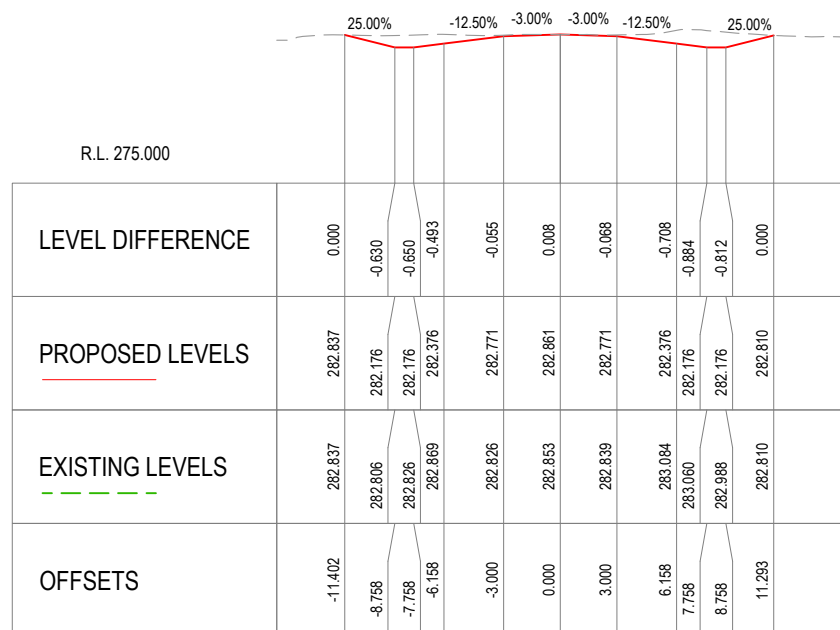 25.00% -12.50% -3.00% -3.00% -12.50% 25.00%
R.L. 275.000
LEVEL DIFFERENCE 0.000 -0.630 -0.650 -0.493 -0.055 0.008 -0.068 -0.708 -0.884 -0.812 0.000
PROPOSED LEVELS 282.837 282.176 282.176 282.376 282.771 282.861 282.771 282.376 282.176 282.176 282.810
EXISTING LEVELS 282.837 282.806 282.826 282.869 282.826 282.853 282.839 283.084 283.060 282.988 282.810
OFFSETS -11.402 -8.758 -7.758 -6.158 -3.000 0.000 3.000 6.158 7.758 8.758 11.293